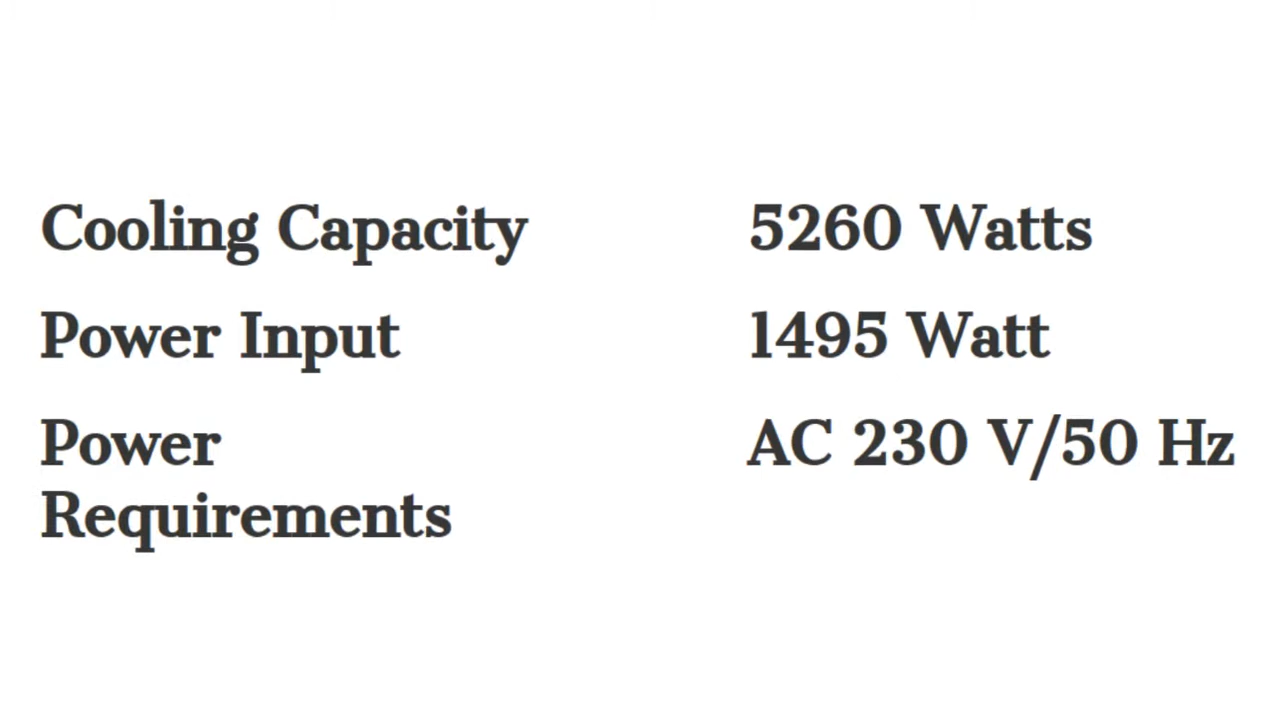 Cooling Capacity 5260 Watts
Power Input 1495 Watt
Power AC 230 V/50 Hz
Requirements